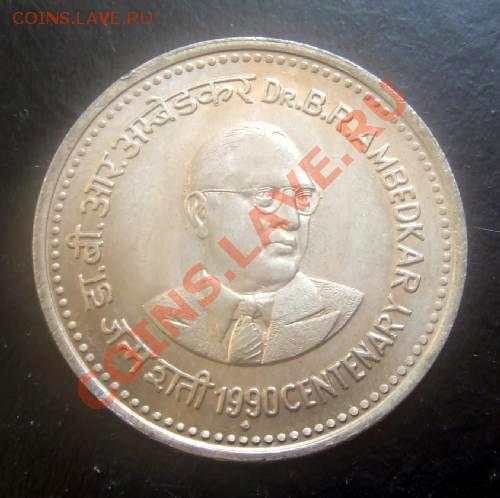 COINS.LAVE.RU
डा. बी. आर. अम्बेडकर DR. B.R. AMBEDKAR
जन्म शती 1990 CENTENARY
COINS.LAVE.RU